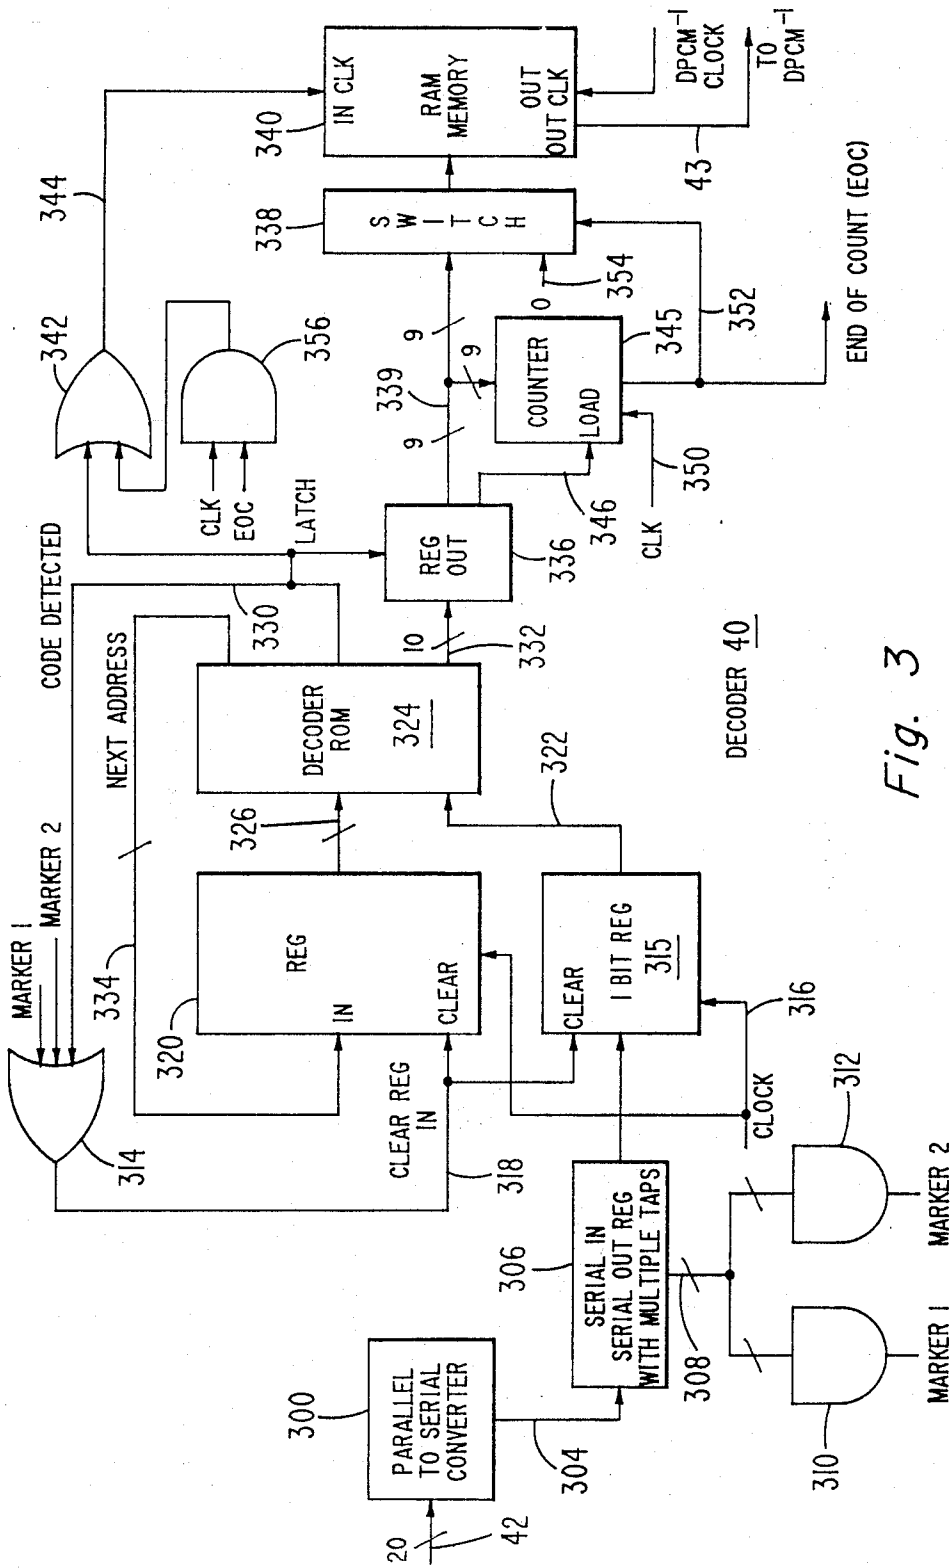 MARKER 1
MARKER 2
CODE DETECTED
NEXT ADDRESS
334
314
330
342
344
CLK
EOC
356
LATCH
320
REG
IN
CLEAR
CLEAR REG
IN
318
326
DECODER
ROM
324
10
332
REG
OUT
336
9
339
9
9
346
COUNTER
LOAD
345
CLK
350
352
0
354
338
SWITCH
340
IN CLK
RAM
MEMORY
OUT
OUT CLK
DPCM⁻¹
CLOCK
TO
DPCM⁻¹
43
END OF COUNT (EOC)
20
42
300
PARALLEL
TO SERIAL
CONVERTER
304
306
SERIAL IN
SERIAL OUT REG
WITH MULTIPLE TAPS
308
CLEAR
1 BIT REG
315
322
316
CLOCK
310
312
MARKER 1
MARKER 2
DECODER 40
Fig. 3